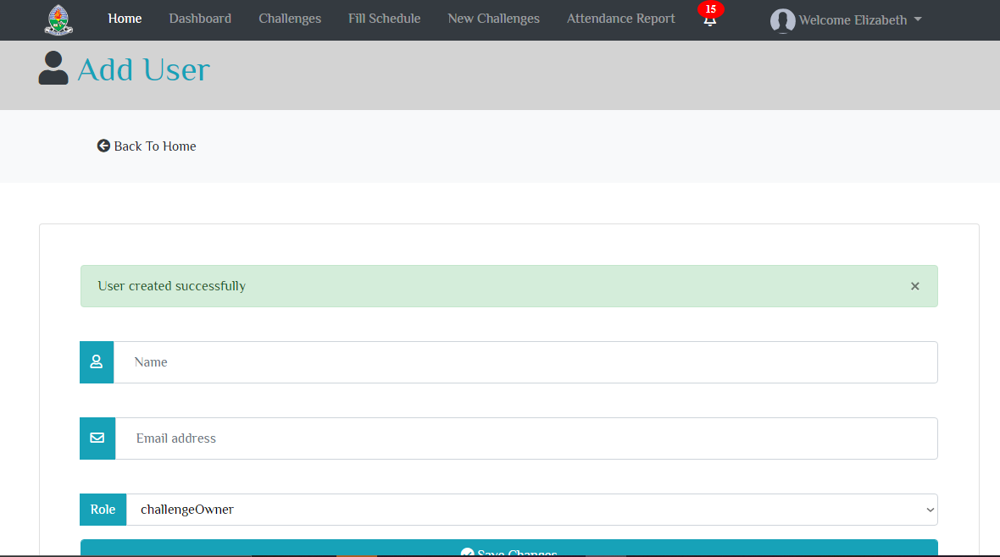 Home Dashboard Challenges Fill Schedule New Challenges Attendance Report 15 Welcome Elizabeth
Add User
Back To Home
User created successfully ×
Name
Email address
Role challengeOwner
Save Changes